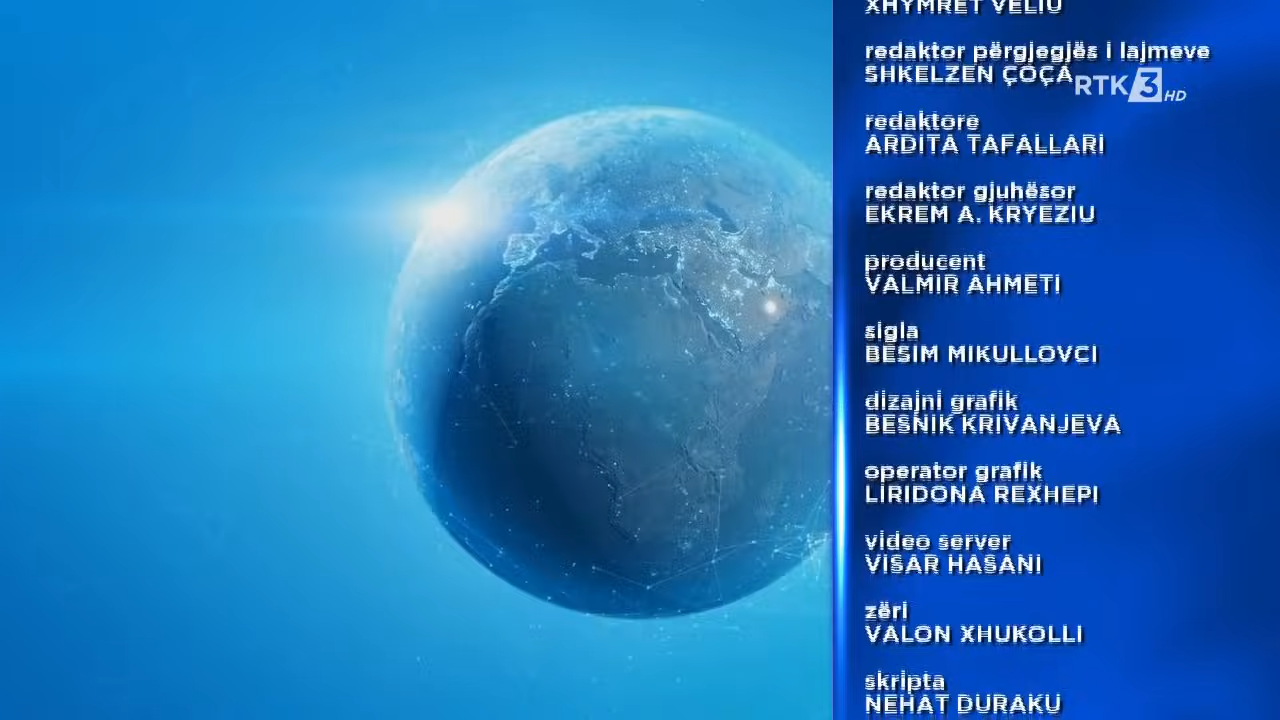 XHYMRET VELIU
redaktor përgjegjës i lajmeve
SHKELZEN ÇOÇA
RTK3 HD
redaktore
ARDITA TAFALLARI
redaktor gjuhësor
EKREM A. KRYEZIU
producent
VALMIR AHMETI
sigla
BESIM MIKULLOVCI
dizajni grafik
BESNIK KRIVANJEVA
operator grafik
LIRIDONA REXHEPI
video server
VISAR HASANI
zëri
VALON XHUKOLLI
skripta
NEHAT DURAKU